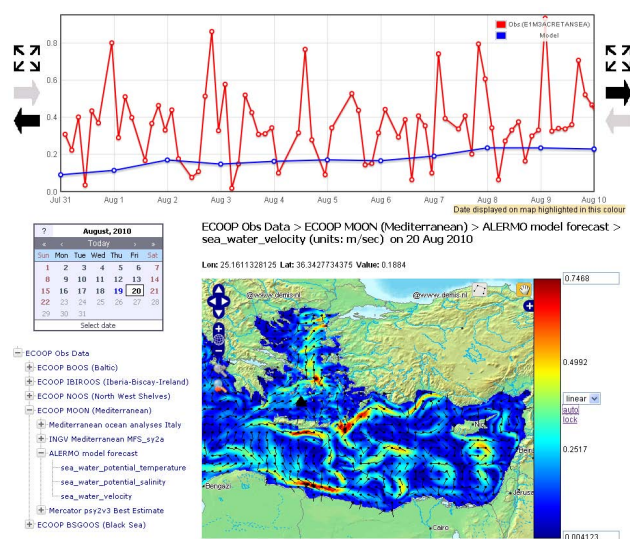 Obs (E1M3ACRETANSEA)
Model
0.8
0.6
0.4
0.2
0.0
Jul 31 Aug 1 Aug 2 Aug 3 Aug 4 Aug 5 Aug 6 Aug 7 Aug 8 Aug 9 Aug 10
Date displayed on map highlighted in this colour
? August, 2010
« ‹ Today › »
Sun Mon Tue Wed Thu Fri Sat
1 2 3 4 5 6 7
8 9 10 11 12 13 14
15 16 17 18 19 20 21
22 23 24 25 26 27 28
29 30 31
Select date
ECOOP Obs Data
ECOOP BOOS (Baltic)
ECOOP IBIROOS (Iberia-Biscay-Ireland)
ECOOP NOOS (North West Shelves)
ECOOP MOON (Mediterranean)
Mediterranean ocean analyses Italy
INGV Mediterranean MFS_sy2a
ALERMO model forecast
sea_water_potential_temperature
sea_water_potential_salinity
sea_water_velocity
Mercator psy2v3 Best Estimate
ECOOP BSGOOS (Black Sea)
ECOOP Obs Data > ECOOP MOON (Mediterranean) > ALERMO model forecast >
sea_water_velocity (units: m/sec) on 20 Aug 2010
Lon: 25.1611328125 Lat: 36.3427734375 Value: 0.1884
@www.demis.nl
@www.demis.nl
Bengazi
Cairo
0.7468
0.4992
linear
auto
lock
0.2517
0.004123